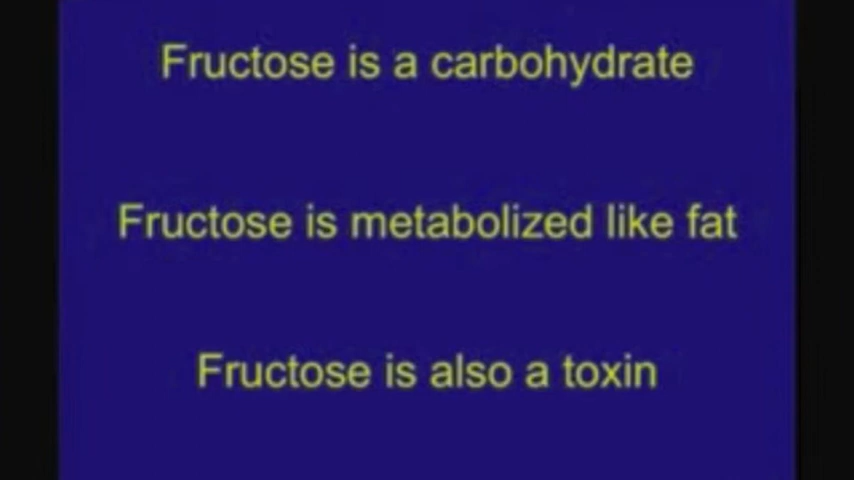 Fructose is a carbohydrate
Fructose is metabolized like fat
Fructose is also a toxin